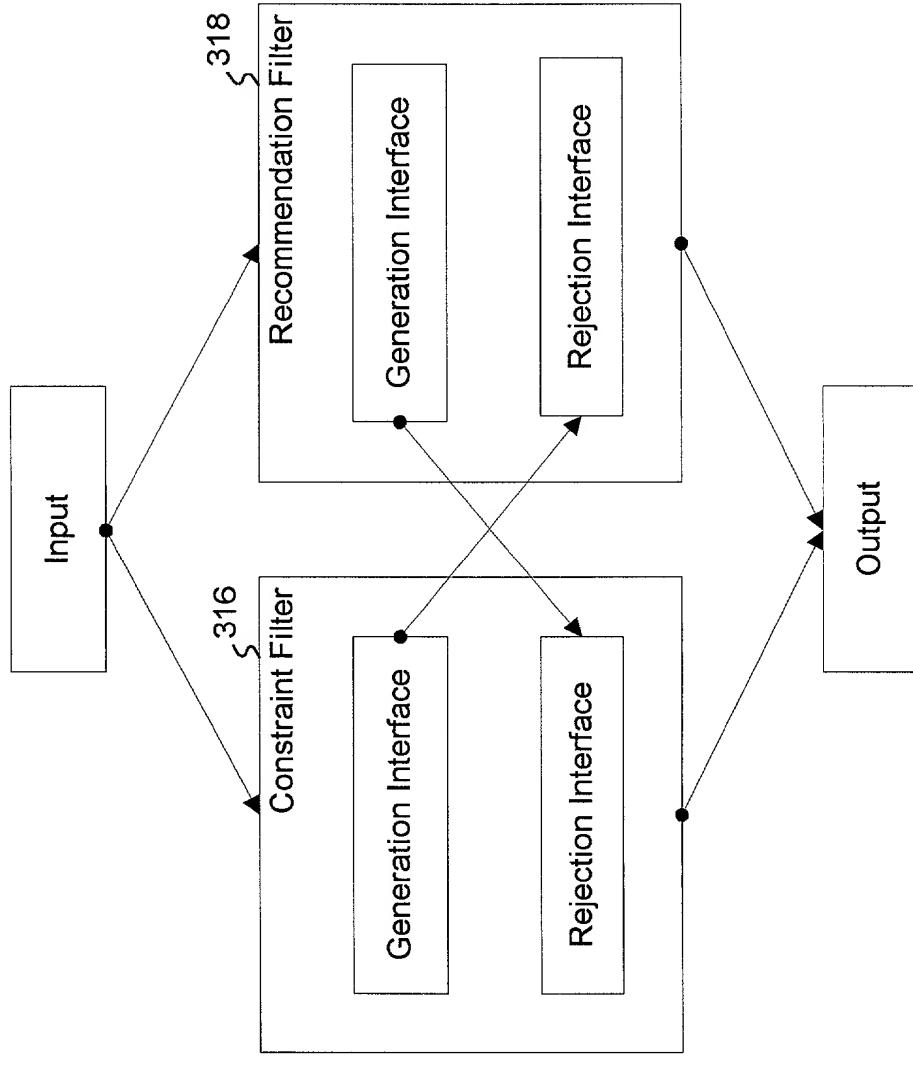 Input
316
Constraint Filter
Generation Interface
Rejection Interface
318
Recommendation Filter
Generation Interface
Rejection Interface
Output